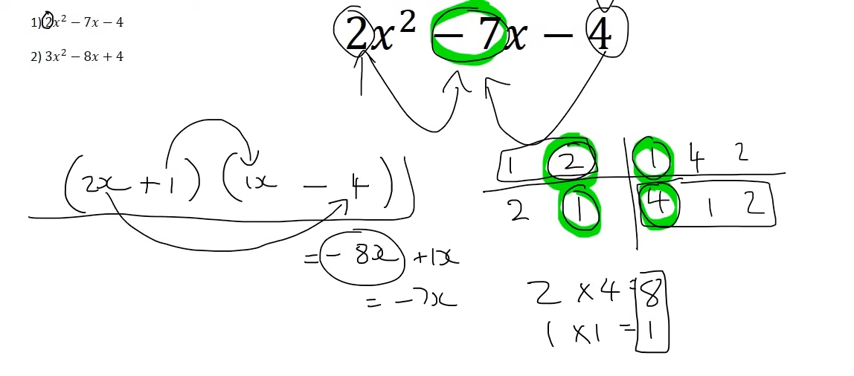 1) 2x² − 7x − 4
2) 3x² − 8x + 4
2x² − 7x − 4
(2x + 1) (1x − 4)
= − 8x + 1x
= − 7x
1 2 | 1 4 2
2 1 | 4 1 2
2 × 4 = 8
1 × 1 = 1